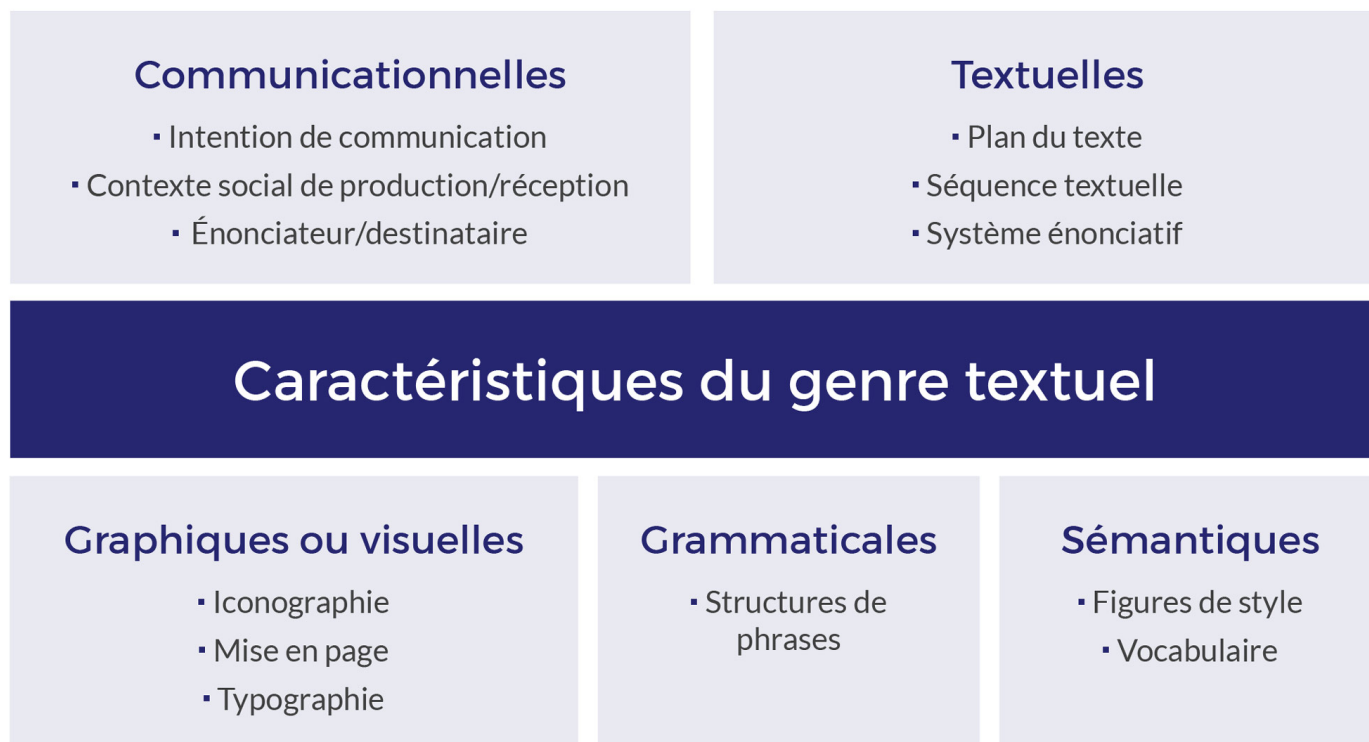 Communicationnelles
▪ Intention de communication
▪ Contexte social de production/réception
▪ Énonciateur/destinataire
Textuelles
▪ Plan du texte
▪ Séquence textuelle
▪ Système énonciatif
Caractéristiques du genre textuel
Graphiques ou visuelles
▪ Iconographie
▪ Mise en page
▪ Typographie
Grammaticales
▪ Structures de
phrases
Sémantiques
▪ Figures de style
▪ Vocabulaire